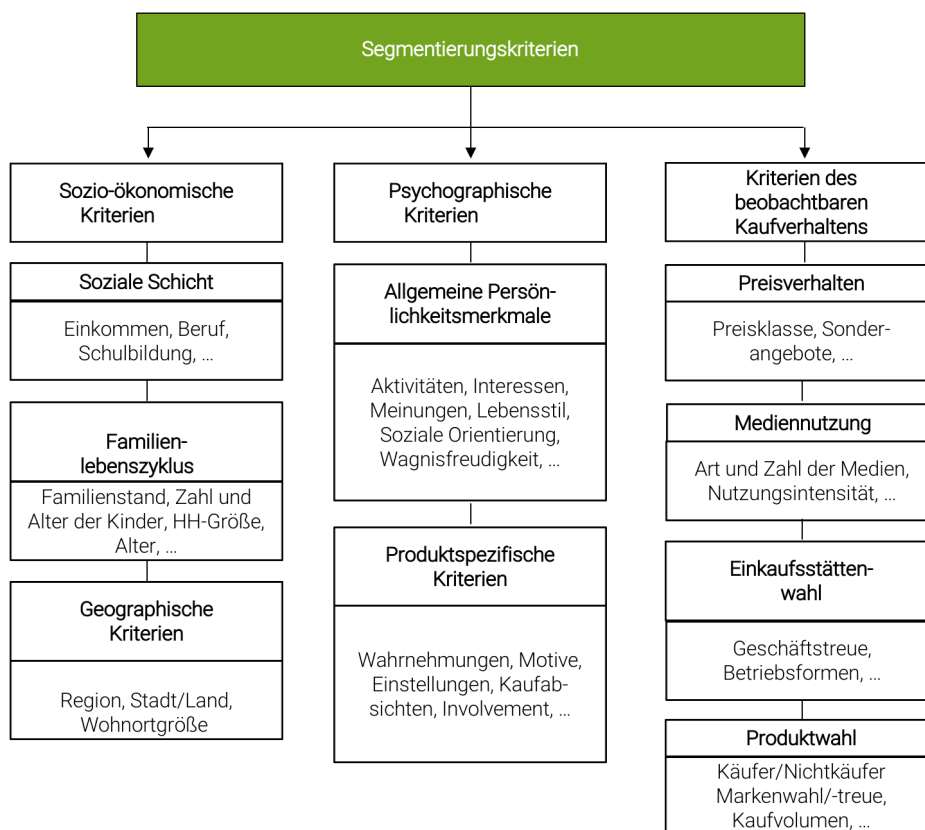 Segmentierungskriterien
Sozio-ökonomische
Kriterien
Soziale Schicht
Einkommen, Beruf,
Schulbildung, ...
Familien-
lebenszyklus
Familienstand, Zahl und
Alter der Kinder, HH-Größe,
Alter, ...
Geographische
Kriterien
Region, Stadt/Land,
Wohnortgröße
Psychographische
Kriterien
Allgemeine Persön-
lichkeitsmerkmale
Aktivitäten, Interessen,
Meinungen, Lebensstil,
Soziale Orientierung,
Wagnisfreudigkeit, ...
Produktspezifische
Kriterien
Wahrnehmungen, Motive,
Einstellungen, Kaufab-
sichten, Involvement, ...
Kriterien des
beobachtbaren
Kaufverhaltens
Preisverhalten
Preisklasse, Sonder-
angebote, ...
Mediennutzung
Art und Zahl der Medien,
Nutzungsintensität, ...
Einkaufsstätten-
wahl
Geschäftstreue,
Betriebsformen, ...
Produktwahl
Käufer/Nichtkäufer
Markenwahl/-treue,
Kaufvolumen, ...